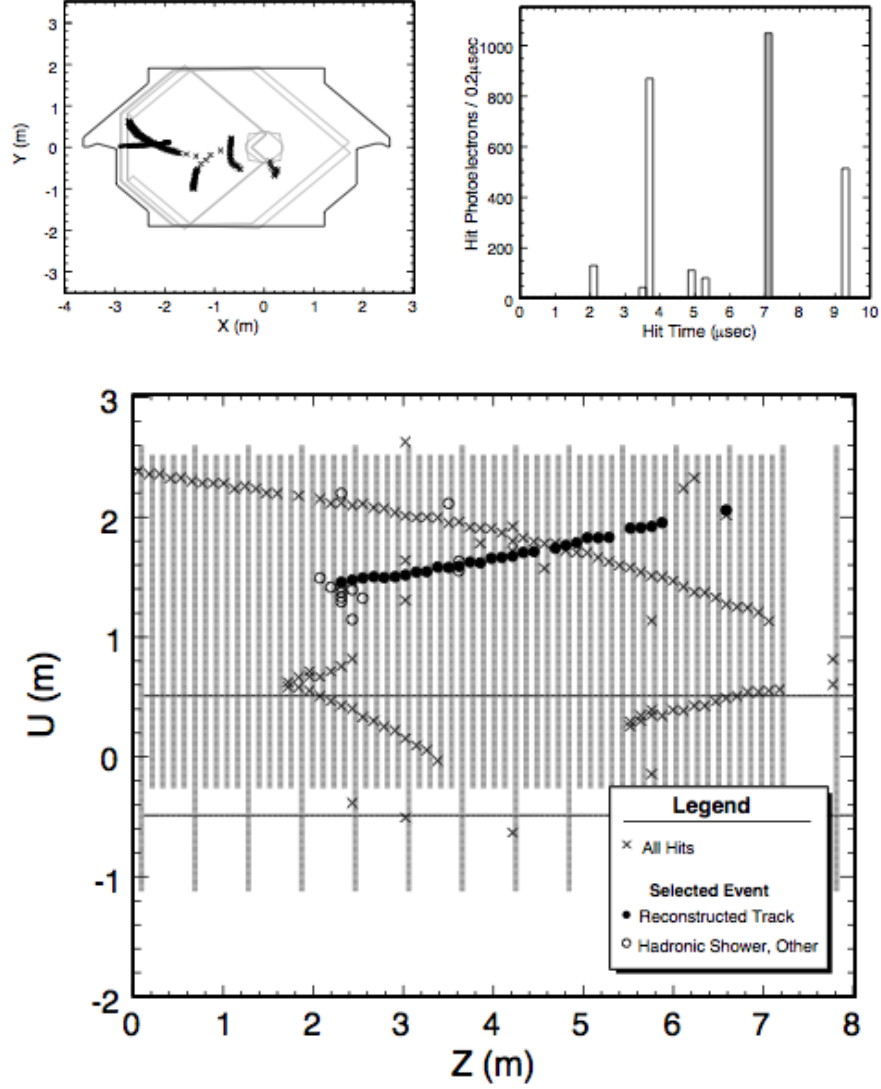 3
2
1
0
-1
-2
-3
Y (m)
-4 -3 -2 -1 0 1 2 3
X (m)
1000
800
600
400
200
0
Hit Photoelectrons / 0.2μsec
0 1 2 3 4 5 6 7 8 9 10
Hit Time (μsec)
3
2
1
0
-1
-2
U (m)
0 1 2 3 4 5 6 7 8
Z (m)
Legend
All Hits
Selected Event
Reconstructed Track
Hadronic Shower, Other